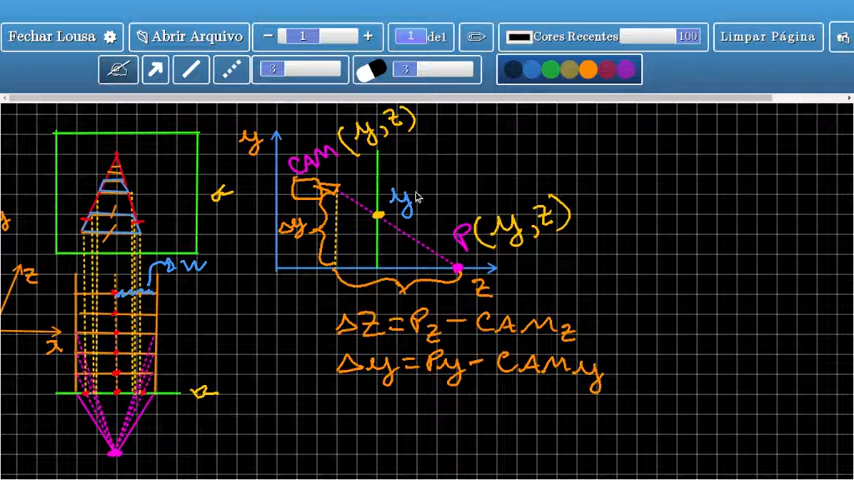 Fechar Lousa Abrir Arquivo − 1 + 1 de1 Cores Recentes 100 Limpar Página
3 3
y CAM (y,z)
y
Δy P(y,z)
w
z
z
x
ΔZ = Pz − CAMz
Δy = Py − CAMy